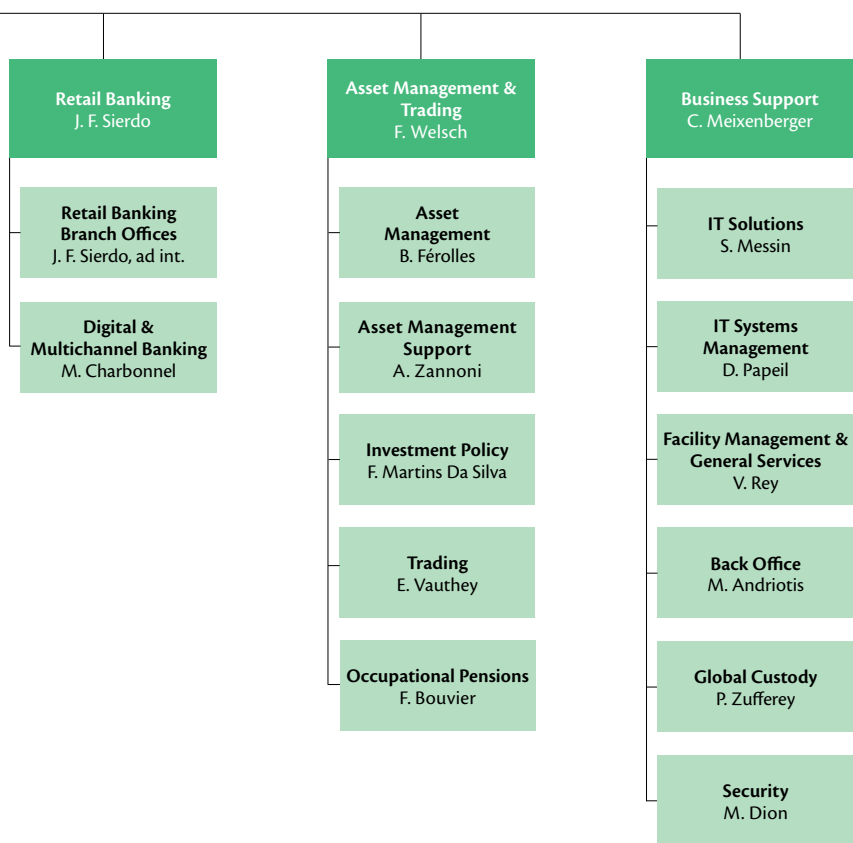 Retail Banking
J. F. Sierdo
Retail Banking
Branch Offices
J. F. Sierdo, ad int.
Digital &
Multichannel Banking
M. Charbonnel
Asset Management &
Trading
F. Welsch
Asset
Management
B. Férolles
Asset Management
Support
A. Zannoni
Investment Policy
F. Martins Da Silva
Trading
E. Vauthey
Occupational Pensions
F. Bouvier
Business Support
C. Meixenberger
IT Solutions
S. Messin
IT Systems
Management
D. Papeil
Facility Management &
General Services
V. Rey
Back Office
M. Andriotis
Global Custody
P. Zufferey
Security
M. Dion